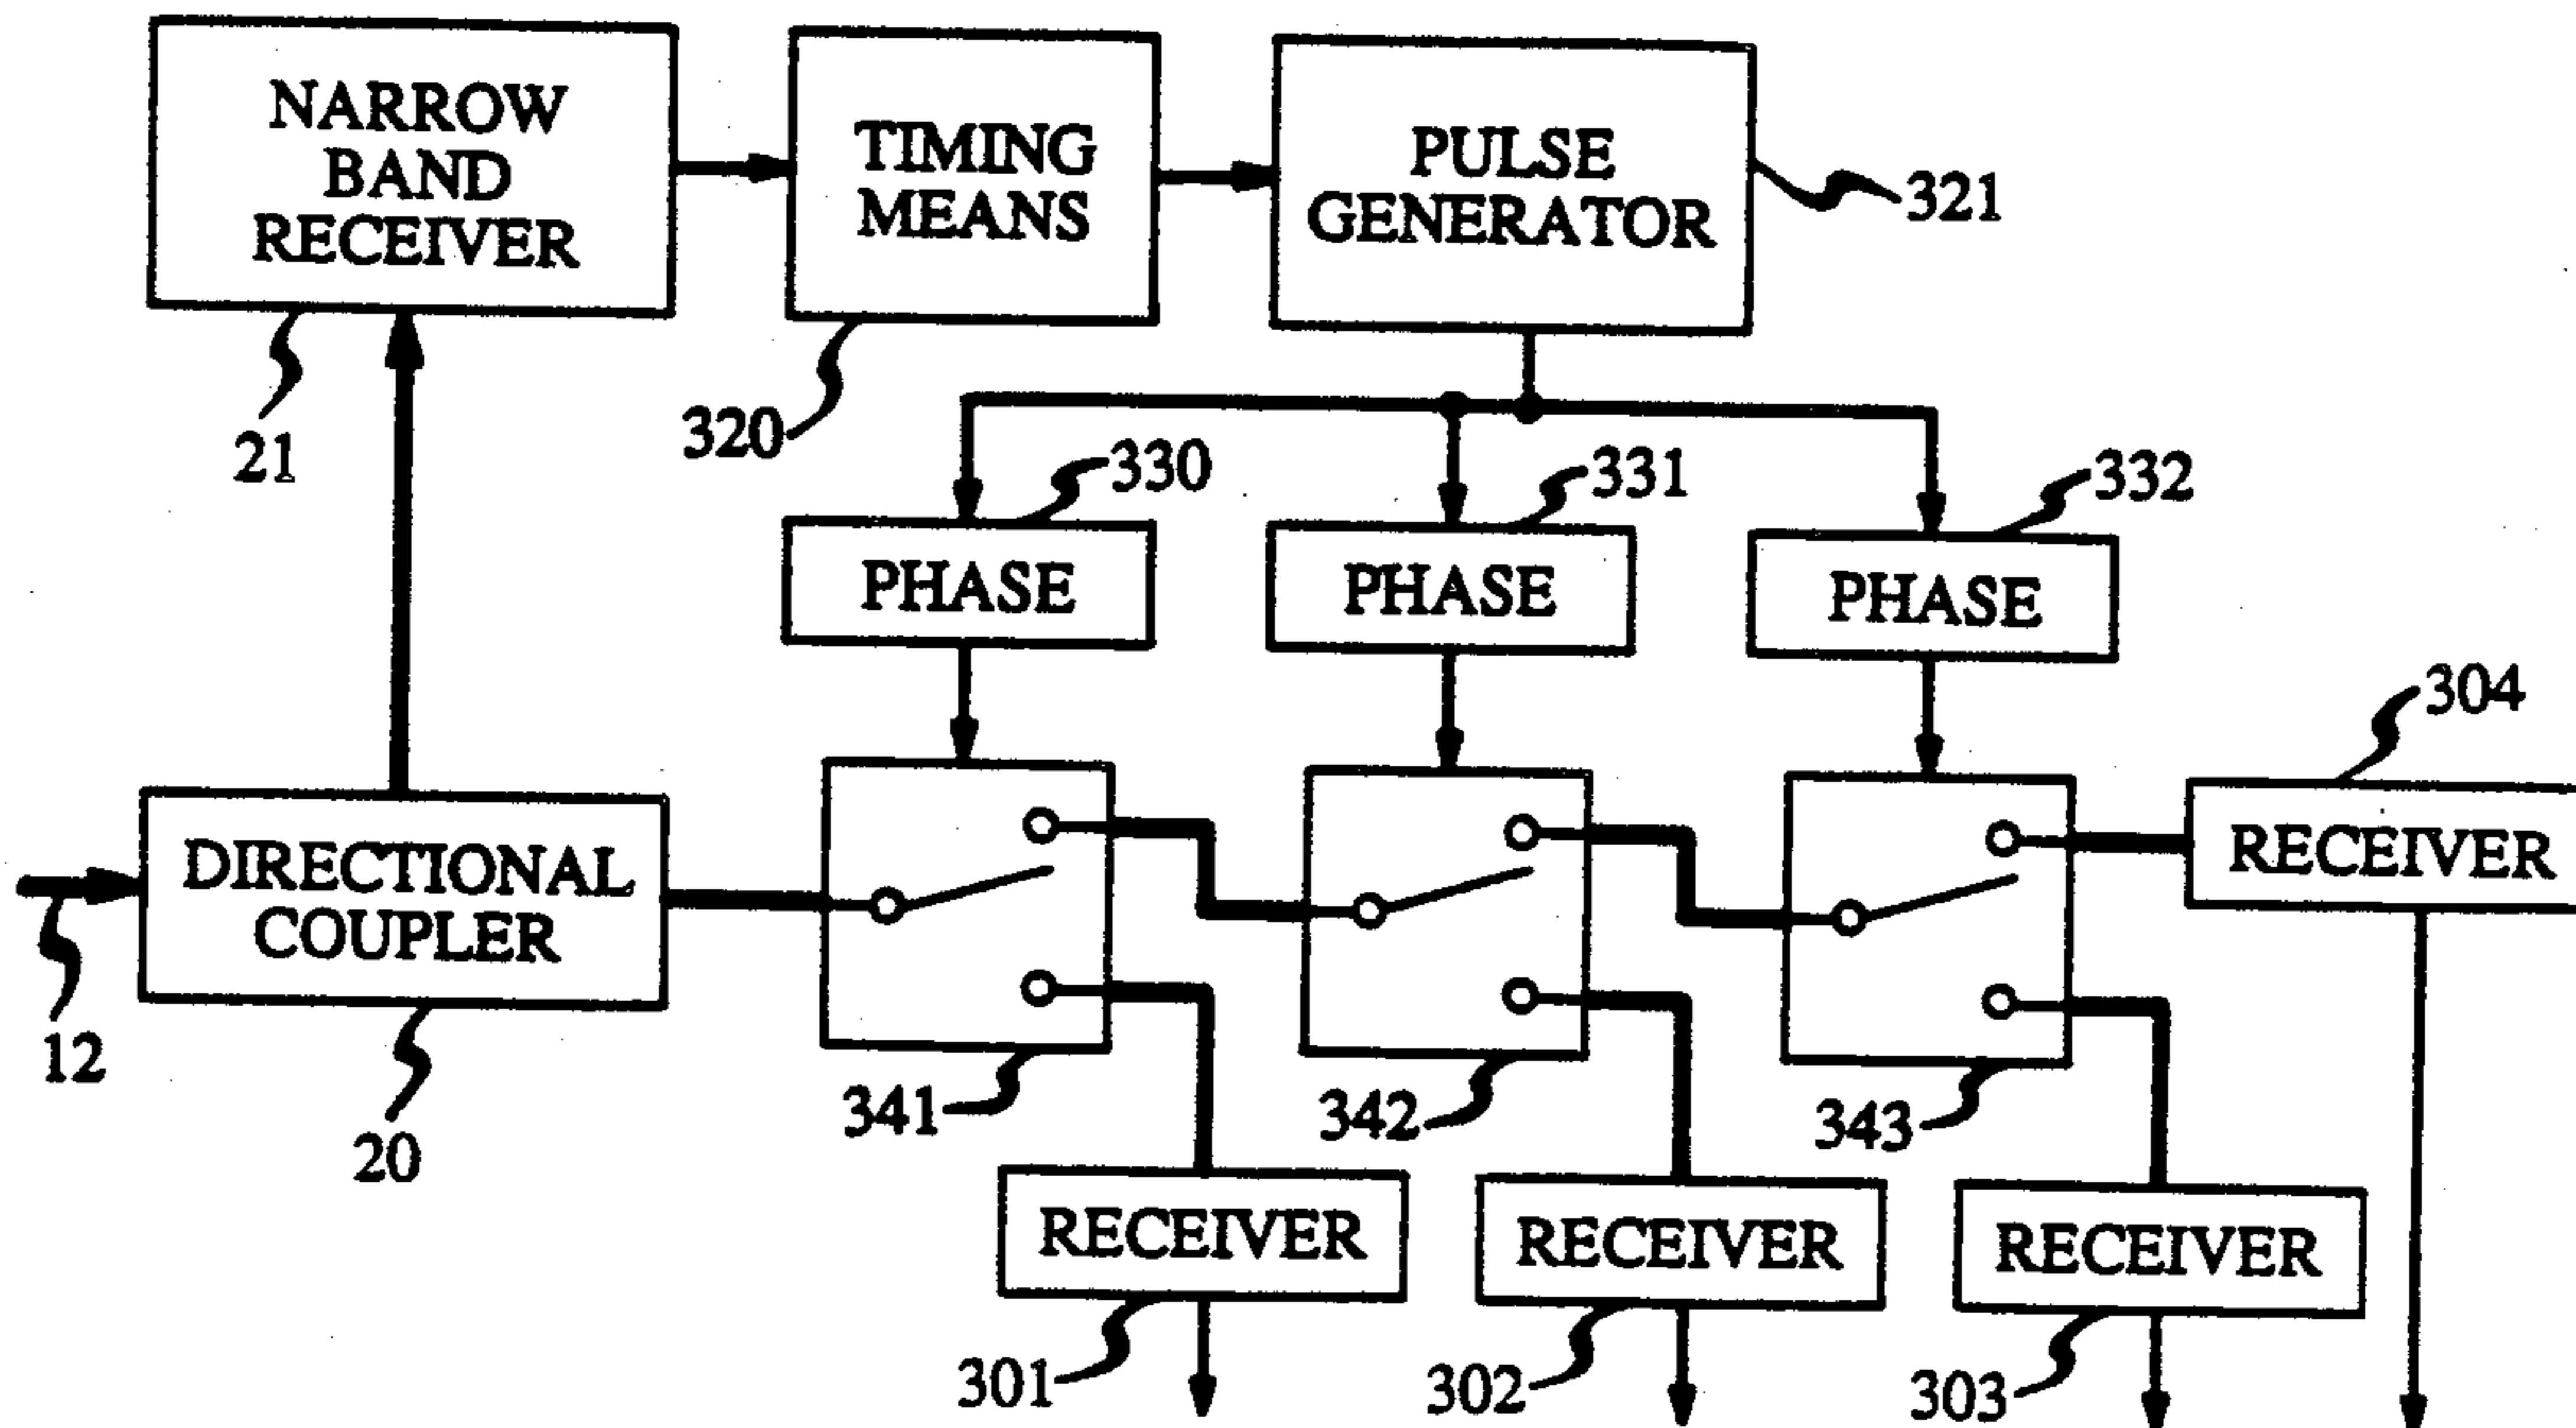 NARROW
BAND
RECEIVER
TIMING
MEANS
PULSE
GENERATOR
321
21
320
330
331
332
PHASE
PHASE
PHASE
304
DIRECTIONAL
COUPLER
RECEIVER
12
20
341
342
343
RECEIVER
RECEIVER
RECEIVER
301
302
303